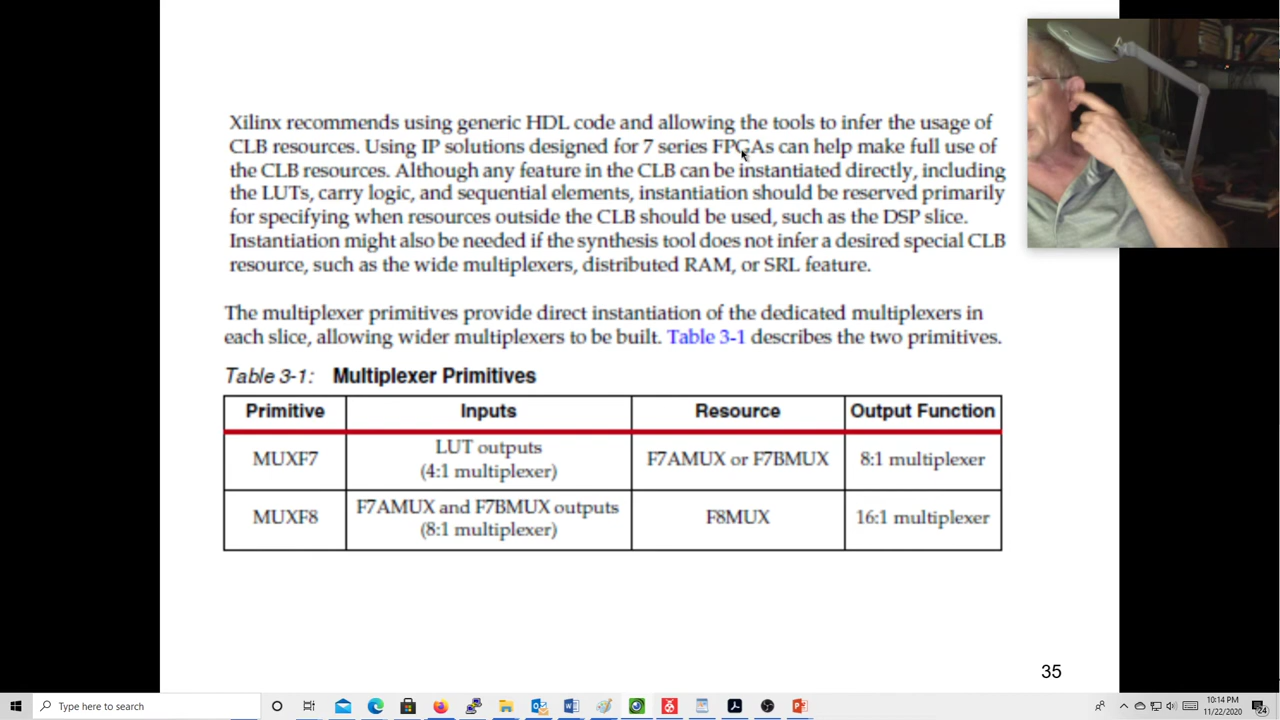 Xilinx recommends using generic HDL code and allowing the tools to infer the usage of
CLB resources. Using IP solutions designed for 7 series FPGAs can help make full use of
the CLB resources. Although any feature in the CLB can be instantiated directly, including
the LUTs, carry logic, and sequential elements, instantiation should be reserved primarily
for specifying when resources outside the CLB should be used, such as the DSP slice.
Instantiation might also be needed if the synthesis tool does not infer a desired special CLB
resource, such as the wide multiplexers, distributed RAM, or SRL feature.
The multiplexer primitives provide direct instantiation of the dedicated multiplexers in
each slice, allowing wider multiplexers to be built. Table 3-1 describes the two primitives.
Table 3-1: Multiplexer Primitives
Primitive Inputs Resource Output Function
MUXF7 LUT outputs (4:1 multiplexer) F7AMUX or F7BMUX 8:1 multiplexer
MUXF8 F7AMUX and F7BMUX outputs (8:1 multiplexer) F8MUX 16:1 multiplexer
35
Type here to search
10:14 PM
11/22/2020
24